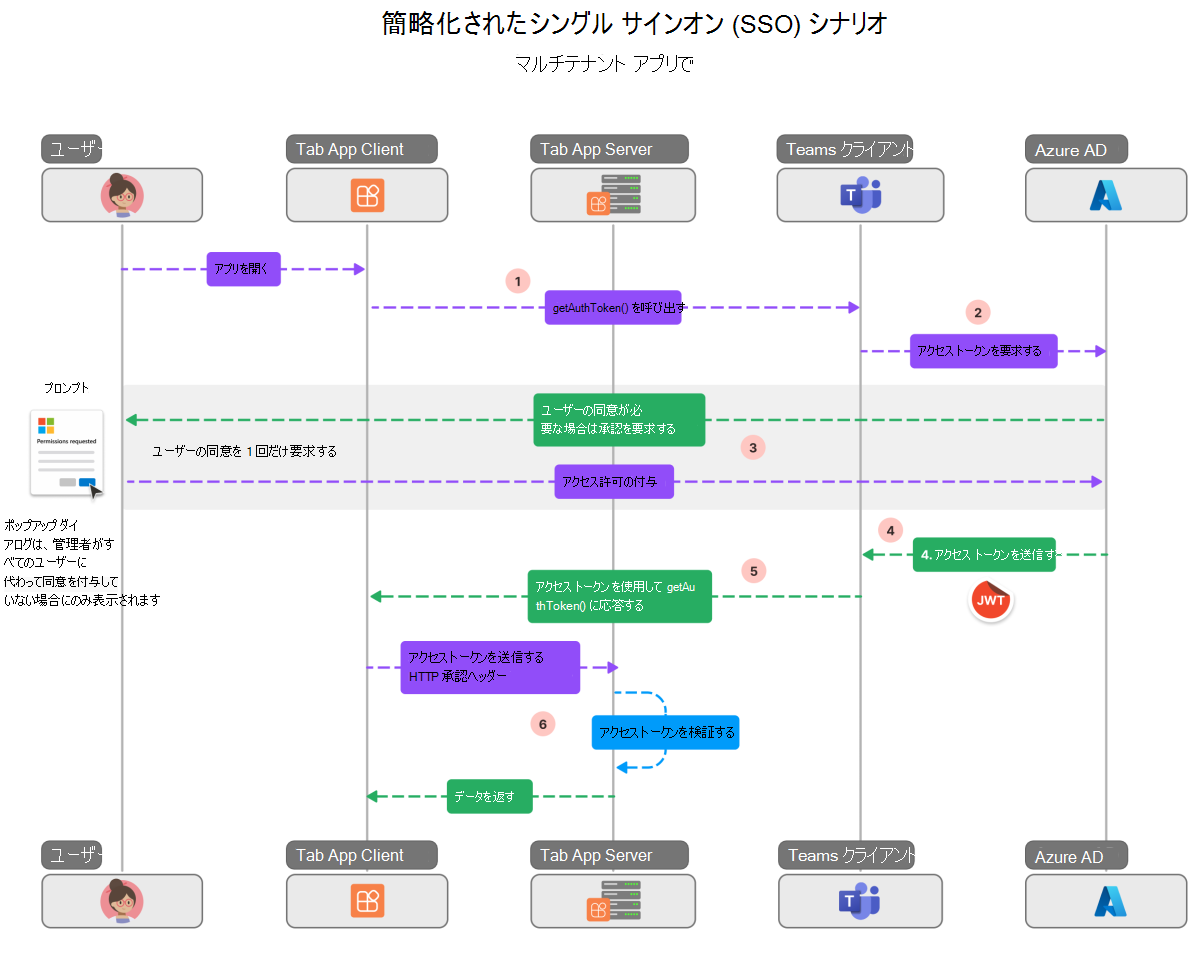 簡略化されたシングル サインオン (SSO) シナリオ
マルチテナント アプリで
ユーザー
Tab App Client
Tab App Server
Teams クライアント
Azure AD
アプリを開く
1
getAuthToken() を呼び出す
2
アクセストークンを要求する
プロンプト
Permissions requested
ユーザーの同意が必
要な場合は承認を要求する
3
ユーザーの同意を 1 回だけ要求する
アクセス許可の付与
ポップアップ ダイ
アログは、管理者がす
べてのユーザーに
代わって同意を付与して
いない場合にのみ表示されます
4
4. アクセス トークンを送信す
JWT
5
アクセストークンを使用して getAu
thToken() に応答する
アクセストークンを送信する
HTTP 承認ヘッダー
6
アクセストークンを検証する
データを返す
ユーザー
Tab App Client
Tab App Server
Teams クライアント
Azure AD